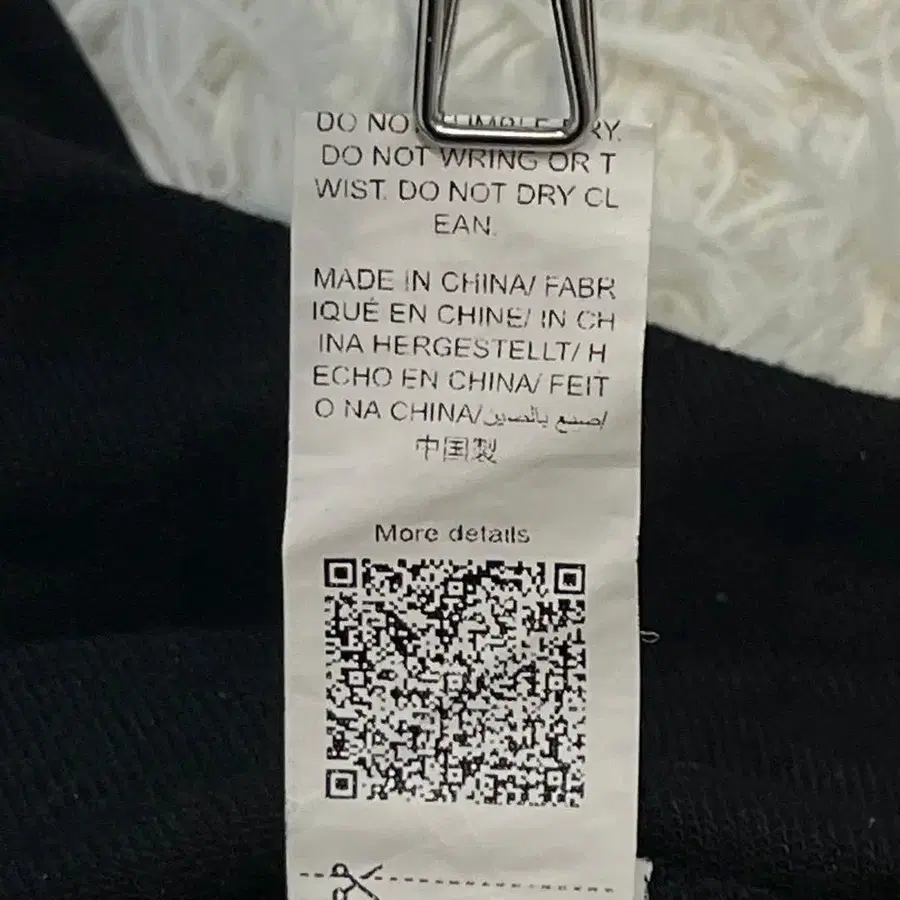 DO NOT TUMBLE DRY.
DO NOT WRING OR T
WIST. DO NOT DRY CL
EAN.
MADE IN CHINA/ FABR
IQUÉ EN CHINE/ IN CH
INA HERGESTELLT/ H
ECHO EN CHINA/ FEIT
O NA CHINA/صنع بالصين/
中国製
More details